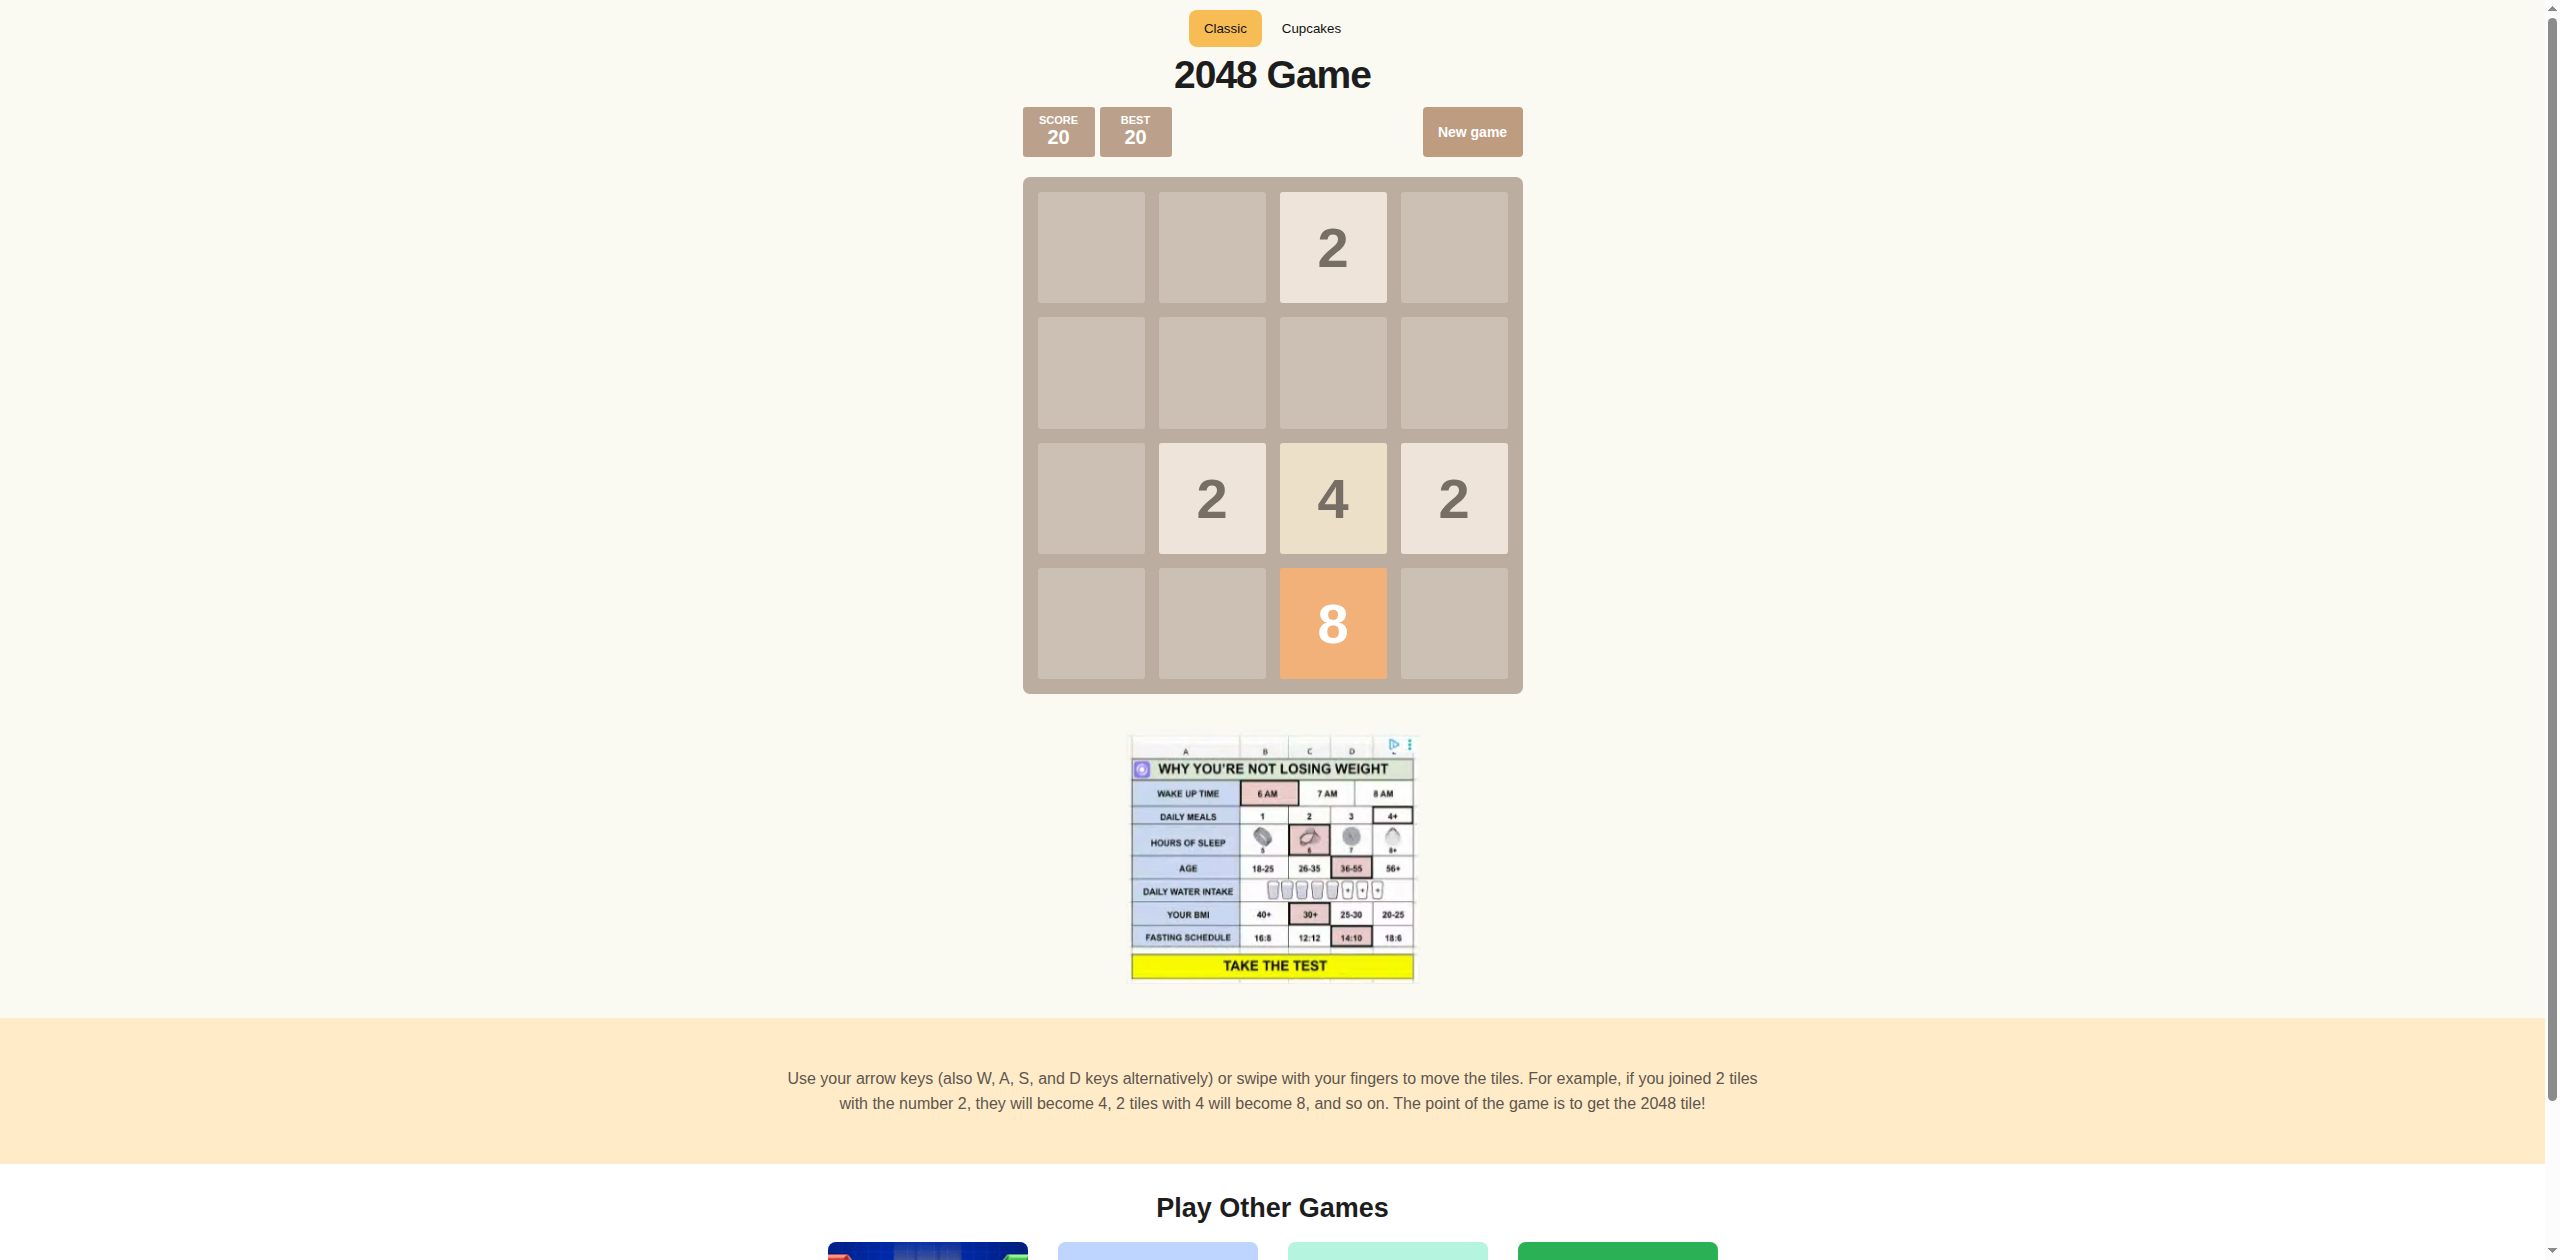 Classic Cupcakes
2048 Game
SCORE BEST
20 20 New game
2
2 4 2
8
A B C D
WHY YOU'RE NOT LOSING WEIGHT
WAKE UP TIME 6 AM 7 AM 8 AM
DAILY MEALS 1 2 3 4+
HOURS OF SLEEP 5 6 7 8+
AGE 18-25 26-35 36-55 56+
DAILY WATER INTAKE
YOUR BMI 40+ 30+ 25-30 20-25
FASTING SCHEDULE 16:8 12:12 14:10 18:6
TAKE THE TEST
Use your arrow keys (also W, A, S, and D keys alternatively) or swipe with your fingers to move the tiles. For example, if you joined 2 tiles
with the number 2, they will become 4, 2 tiles with 4 will become 8, and so on. The point of the game is to get the 2048 tile!
Play Other Games